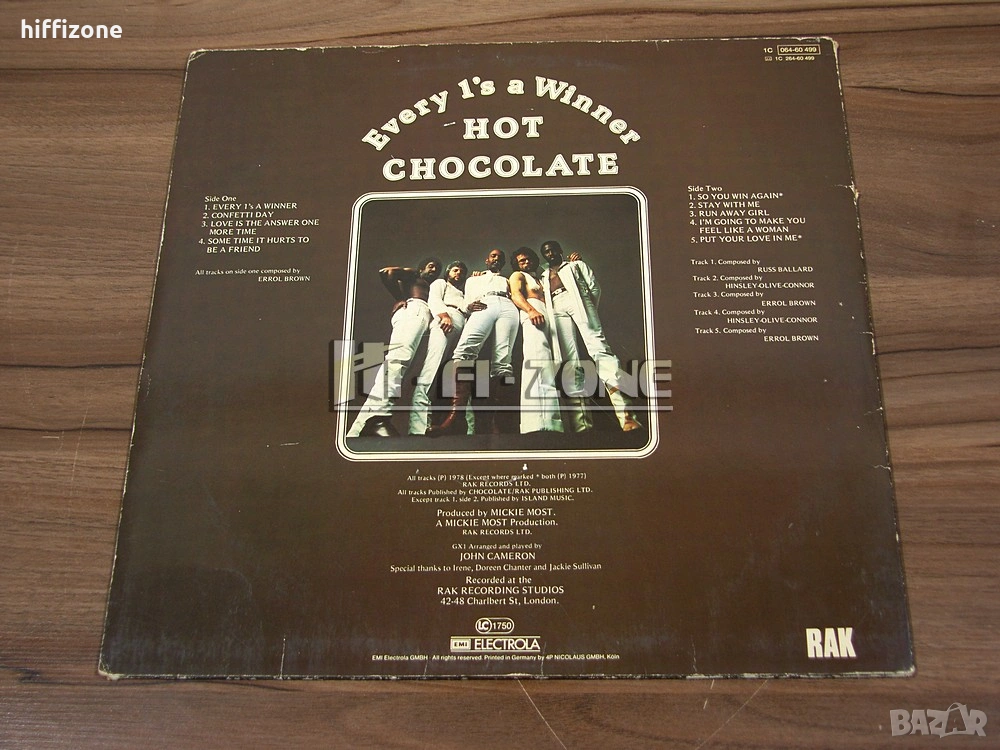 hiffizone
1C 064-60 499
1C 264-60 499
Every 1's a Winner
HOT
CHOCOLATE
Side One
1. EVERY 1's A WINNER
2. CONFETTI DAY
3. LOVE IS THE ANSWER ONE
MORE TIME
4. SOME TIME IT HURTS TO
BE A FRIEND
All tracks on side one composed by
ERROL BROWN
Side Two
1. SO YOU WIN AGAIN*
2. STAY WITH ME
3. RUN AWAY GIRL
4. I'M GOING TO MAKE YOU
FEEL LIKE A WOMAN
5. PUT YOUR LOVE IN ME*
Track 1. Composed by
RUSS BALLARD
Track 2. Composed by
HINSLEY-OLIVE-CONNOR
Track 3. Composed by
ERROL BROWN
Track 4. Composed by
HINSLEY-OLIVE-CONNOR
Track 5. Composed by
ERROL BROWN
HI-FI-ZONE
All tracks (P) 1978 (Except where marked * both (P) 1977)
RAK RECORDS LTD.
All tracks Published by CHOCOLATE/RAK PUBLISHING LTD.
Except track 1, side 2, Published by ISLAND MUSIC.
Produced by MICKIE MOST.
A MICKIE MOST Production.
RAK RECORDS LTD.
GX1 Arranged and played by
JOHN CAMERON
Special thanks to Irene, Doreen Chanter and Jackie Sullivan
Recorded at the
RAK RECORDING STUDIOS
42-48 Charlbert St, London.
LC 1750
EMI ELECTROLA
EMI Electrola GMBH · All rights reserved. Printed in Germany by 4P NICOLAUS GMBH, Köln
RAK
BAZAR